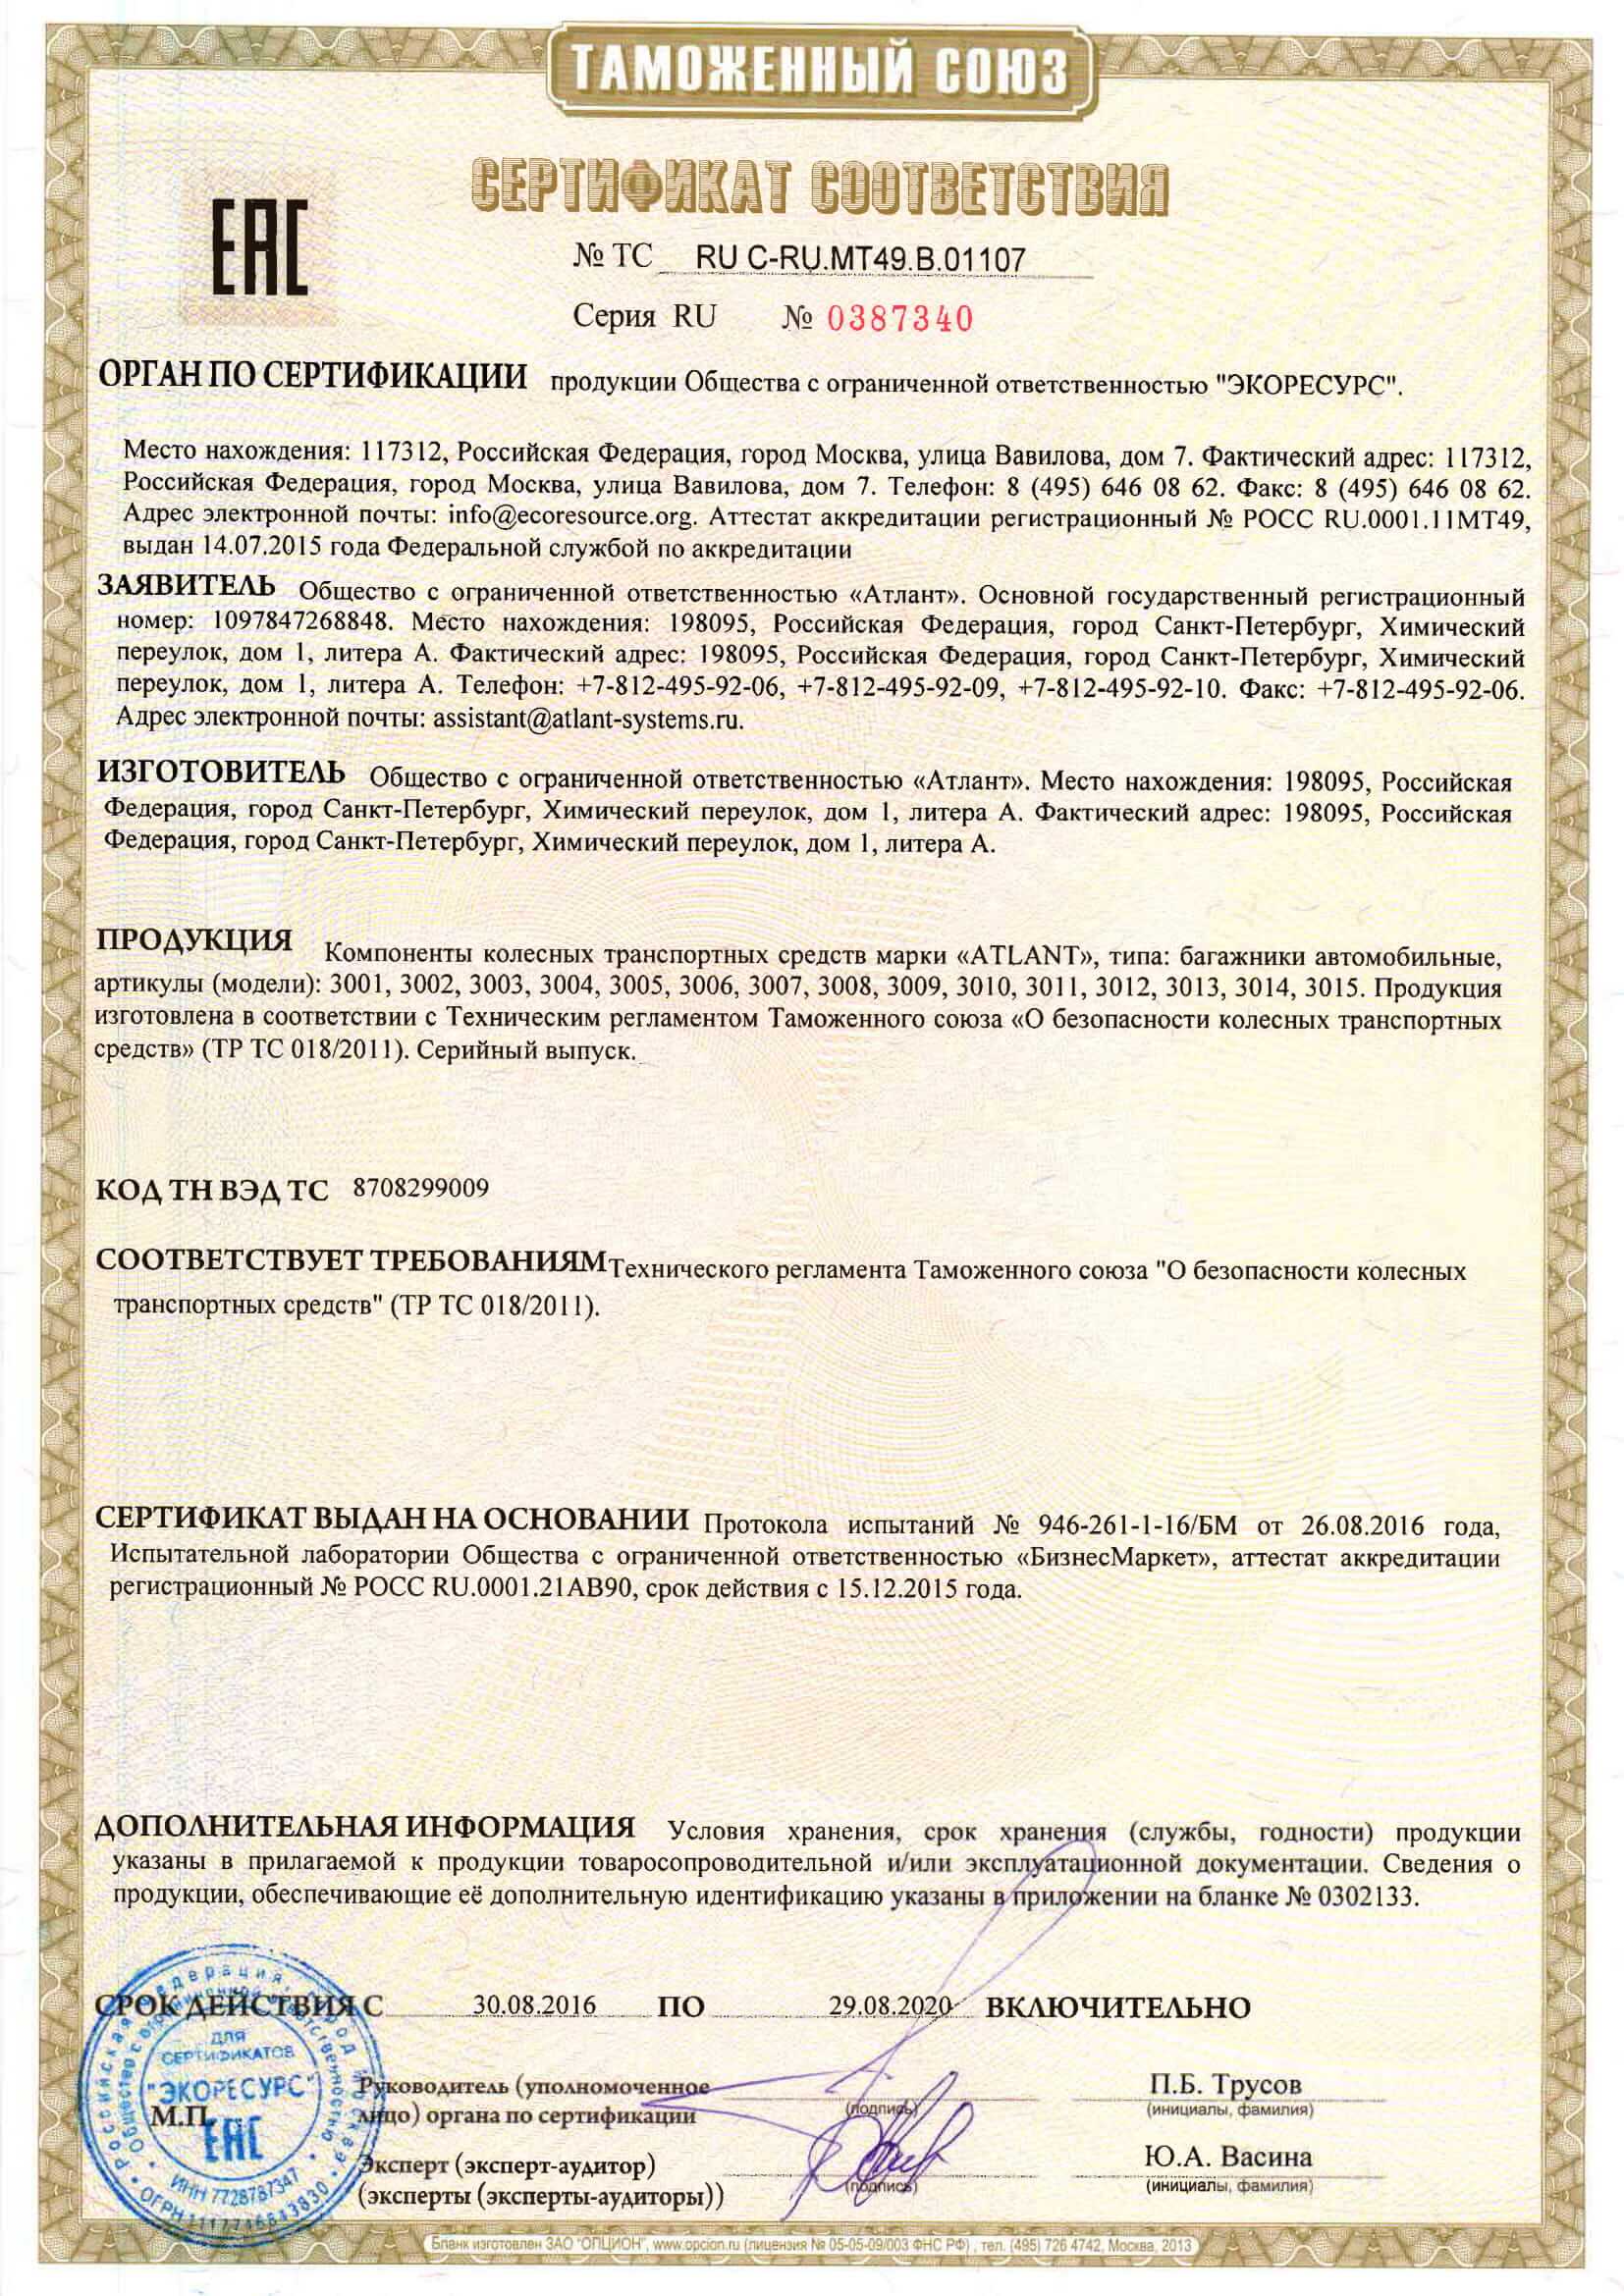 ТАМОЖЕННЫЙ СОЮЗ
СЕРТИФИКАТ СООТВЕТСТВИЯ
ЕАС
№ ТС RU C-RU.МТ49.В.01107
Серия RU № 0387340
ОРГАН ПО СЕРТИФИКАЦИИ продукции Общества с ограниченной ответственностью "ЭКОРЕСУРС".
Место нахождения: 117312, Российская Федерация, город Москва, улица Вавилова, дом 7. Фактический адрес: 117312,
Российская Федерация, город Москва, улица Вавилова, дом 7. Телефон: 8 (495) 646 08 62. Факс: 8 (495) 646 08 62.
Адрес электронной почты: info@ecoresource.org. Аттестат аккредитации регистрационный № РОСС RU.0001.11МТ49,
выдан 14.07.2015 года Федеральной службой по аккредитации
ЗАЯВИТЕЛЬ Общество с ограниченной ответственностью «Атлант». Основной государственный регистрационный
номер: 1097847268848. Место нахождения: 198095, Российская Федерация, город Санкт-Петербург, Химический
переулок, дом 1, литера А. Фактический адрес: 198095, Российская Федерация, город Санкт-Петербург, Химический
переулок, дом 1, литера А. Телефон: +7-812-495-92-06, +7-812-495-92-09, +7-812-495-92-10. Факс: +7-812-495-92-06.
Адрес электронной почты: assistant@atlant-systems.ru.
ИЗГОТОВИТЕЛЬ Общество с ограниченной ответственностью «Атлант». Место нахождения: 198095, Российская
Федерация, город Санкт-Петербург, Химический переулок, дом 1, литера А. Фактический адрес: 198095, Российская
Федерация, город Санкт-Петербург, Химический переулок, дом 1, литера А.
ПРОДУКЦИЯ Компоненты колесных транспортных средств марки «ATLANT», типа: багажники автомобильные,
артикулы (модели): 3001, 3002, 3003, 3004, 3005, 3006, 3007, 3008, 3009, 3010, 3011, 3012, 3013, 3014, 3015. Продукция
изготовлена в соответствии с Техническим регламентом Таможенного союза «О безопасности колесных транспортных
средств» (ТР ТС 018/2011). Серийный выпуск.
КОД ТН ВЭД ТС 8708299009
СООТВЕТСТВУЕТ ТРЕБОВАНИЯМ Технического регламента Таможенного союза "О безопасности колесных
транспортных средств" (ТР ТС 018/2011).
СЕРТИФИКАТ ВЫДАН НА ОСНОВАНИИ Протокола испытаний № 946-261-1-16/БМ от 26.08.2016 года,
Испытательной лаборатории Общества с ограниченной ответственностью «БизнесМаркет», аттестат аккредитации
регистрационный № РОСС RU.0001.21АВ90, срок действия с 15.12.2015 года.
ДОПОЛНИТЕЛЬНАЯ ИНФОРМАЦИЯ Условия хранения, срок хранения (службы, годности) продукции
указаны в прилагаемой к продукции товаросопроводительной и/или эксплуатационной документации. Сведения о
продукции, обеспечивающие её дополнительную идентификацию указаны в приложении на бланке № 0302133.
СРОК ДЕЙСТВИЯ С 30.08.2016 ПО 29.08.2020 ВКЛЮЧИТЕЛЬНО
ДЛЯ
СЕРТИФИКАТОВ
"ЭКОРЕСУРС"
ЕАС
ИНН 7728787347
М.П.
Руководитель (уполномоченное
лицо) органа по сертификации
(подпись)
П.Б. Трусов
(инициалы, фамилия)
Эксперт (эксперт-аудитор)
(эксперты (эксперты-аудиторы))
(подпись)
Ю.А. Васина
(инициалы, фамилия)
Бланк изготовлен ЗАО "ОПЦИОН", www.opcion.ru (лицензия № 05-05-09/003 ФНС РФ), тел. (495) 726 4742, Москва, 2013